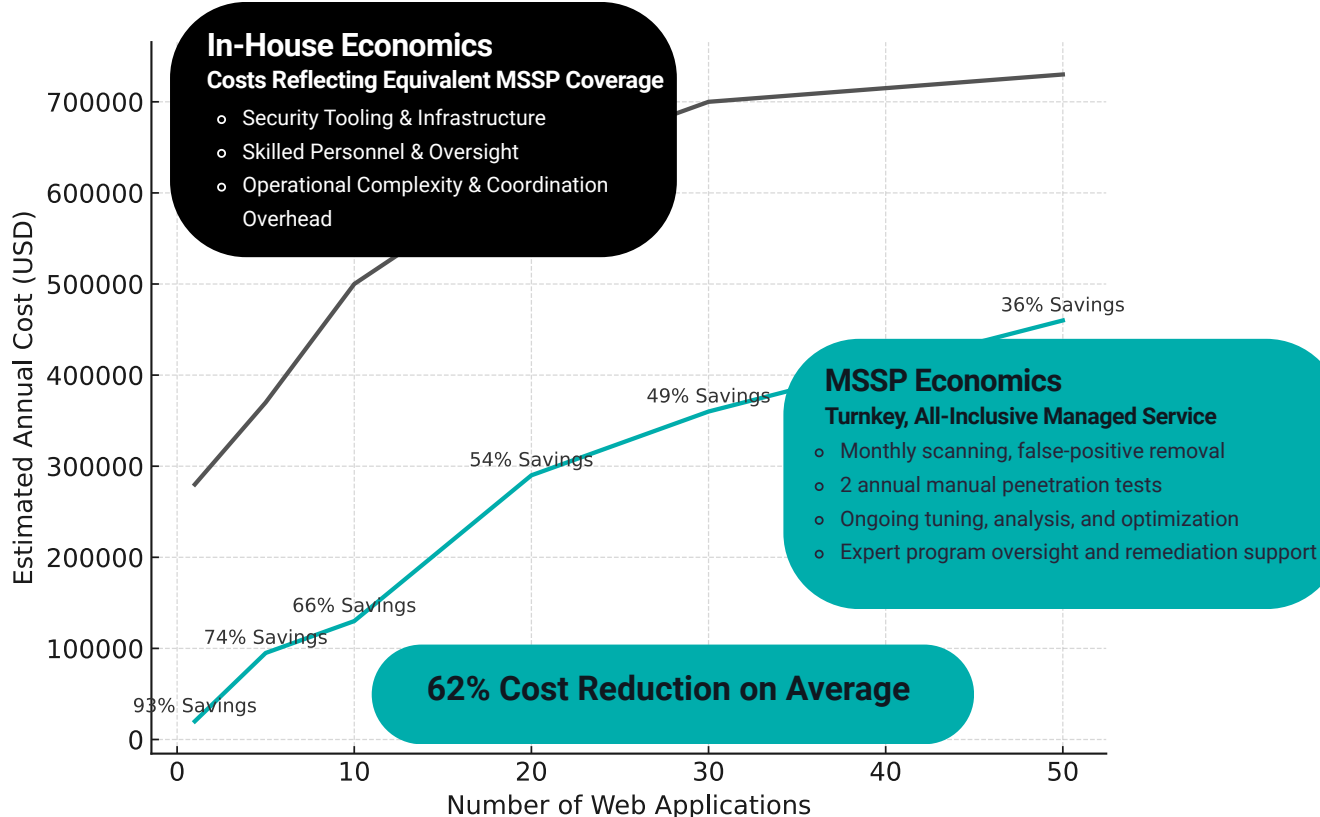 In-House Economics
Costs Reflecting Equivalent MSSP Coverage
Security Tooling & Infrastructure
Skilled Personnel & Oversight
Operational Complexity & Coordination
Overhead
700000
600000
500000
400000
300000
200000
100000
0
Estimated Annual Cost (USD)
36% Savings
49% Savings
54% Savings
66% Savings
74% Savings
93% Savings
MSSP Economics
Turnkey, All-Inclusive Managed Service
Monthly scanning, false-positive removal
2 annual manual penetration tests
Ongoing tuning, analysis, and optimization
Expert program oversight and remediation support
62% Cost Reduction on Average
0 10 20 30 40 50
Number of Web Applications